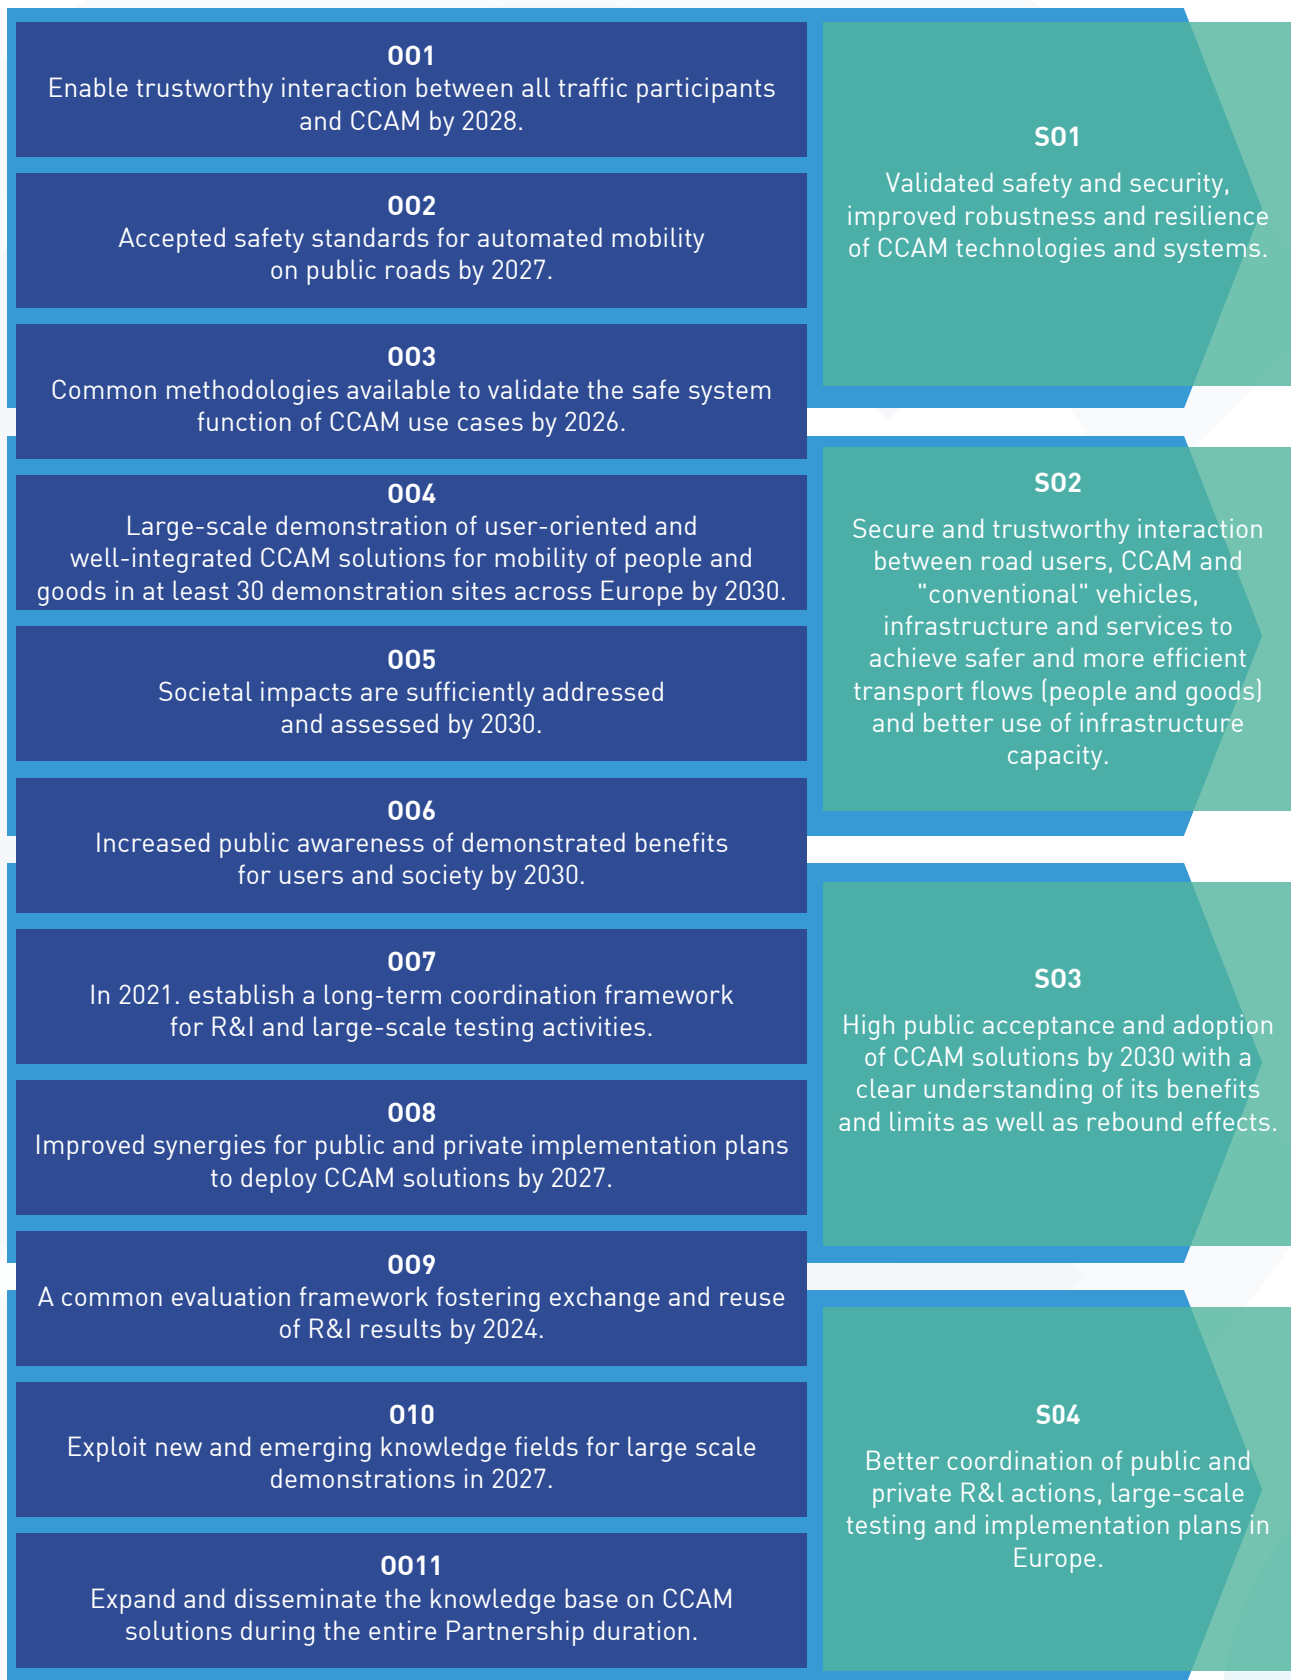 OO1
Enable trustworthy interaction between all traffic participants
and CCAM by 2028.
OO2
Accepted safety standards for automated mobility
on public roads by 2027.
OO3
Common methodologies available to validate the safe system
function of CCAM use cases by 2026.
OO4
Large-scale demonstration of user-oriented and
well-integrated CCAM solutions for mobility of people and
goods in at least 30 demonstration sites across Europe by 2030.
OO5
Societal impacts are sufficiently addressed
and assessed by 2030.
OO6
Increased public awareness of demonstrated benefits
for users and society by 2030.
OO7
In 2021. establish a long-term coordination framework
for R&I and large-scale testing activities.
OO8
Improved synergies for public and private implementation plans
to deploy CCAM solutions by 2027.
OO9
A common evaluation framework fostering exchange and reuse
of R&I results by 2024.
O10
Exploit new and emerging knowledge fields for large scale
demonstrations in 2027.
OO11
Expand and disseminate the knowledge base on CCAM
solutions during the entire Partnership duration.
SO1
Validated safety and security,
improved robustness and resilience
of CCAM technologies and systems.
SO2
Secure and trustworthy interaction
between road users, CCAM and
"conventional" vehicles,
infrastructure and services to
achieve safer and more efficient
transport flows (people and goods)
and better use of infrastructure
capacity.
SO3
High public acceptance and adoption
of CCAM solutions by 2030 with a
clear understanding of its benefits
and limits as well as rebound effects.
S04
Better coordination of public and
private R&l actions, large-scale
testing and implementation plans in
Europe.